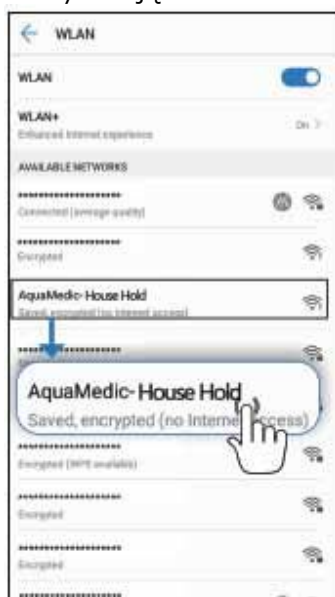 WLAN
WLAN
WLAN+
On >
Enhanced Internet experience
AVAILABLE NETWORKS
********************
Connected (average quality)
********************
Encrypted
AquaMedic- House Hold
Saved, encrypted (no Internet access)
********************
AquaMedic- House Hold
Saved, encrypted (no Internet access)
Encrypted (WPS available)
********************
Encrypted
********************
Encrypted
********************